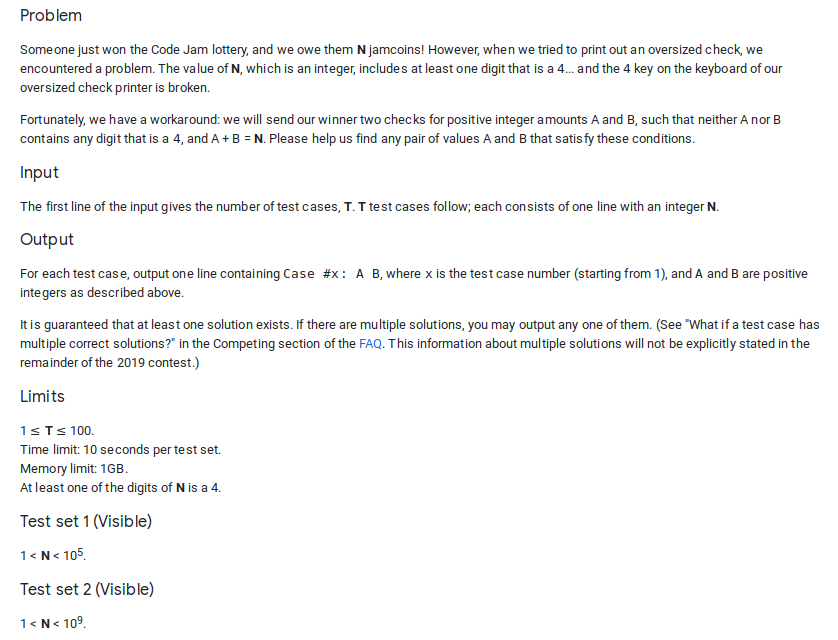 Problem
Someone just won the Code Jam lottery, and we owe them N jamcoins! However, when we tried to print out an oversized check, we
encountered a problem. The value of N, which is an integer, includes at least one digit that is a 4... and the 4 key on the keyboard of our
oversized check printer is broken.
Fortunately, we have a workaround: we will send our winner two checks for positive integer amounts A and B, such that neither A nor B
contains any digit that is a 4, and A + B = N. Please help us find any pair of values A and B that satisfy these conditions.
Input
The first line of the input gives the number of test cases, T. T test cases follow; each consists of one line with an integer N.
Output
For each test case, output one line containing Case #x: A B, where x is the test case number (starting from 1), and A and B are positive
integers as described above.
It is guaranteed that at least one solution exists. If there are multiple solutions, you may output any one of them. (See "What if a test case has
multiple correct solutions?" in the Competing section of the FAQ. This information about multiple solutions will not be explicitly stated in the
remainder of the 2019 contest.)
Limits
1 ≤ T ≤ 100.
Time limit: 10 seconds per test set.
Memory limit: 1GB.
At least one of the digits of N is a 4.
Test set 1 (Visible)
1 < N < 10⁵.
Test set 2 (Visible)
1 < N < 10⁹.